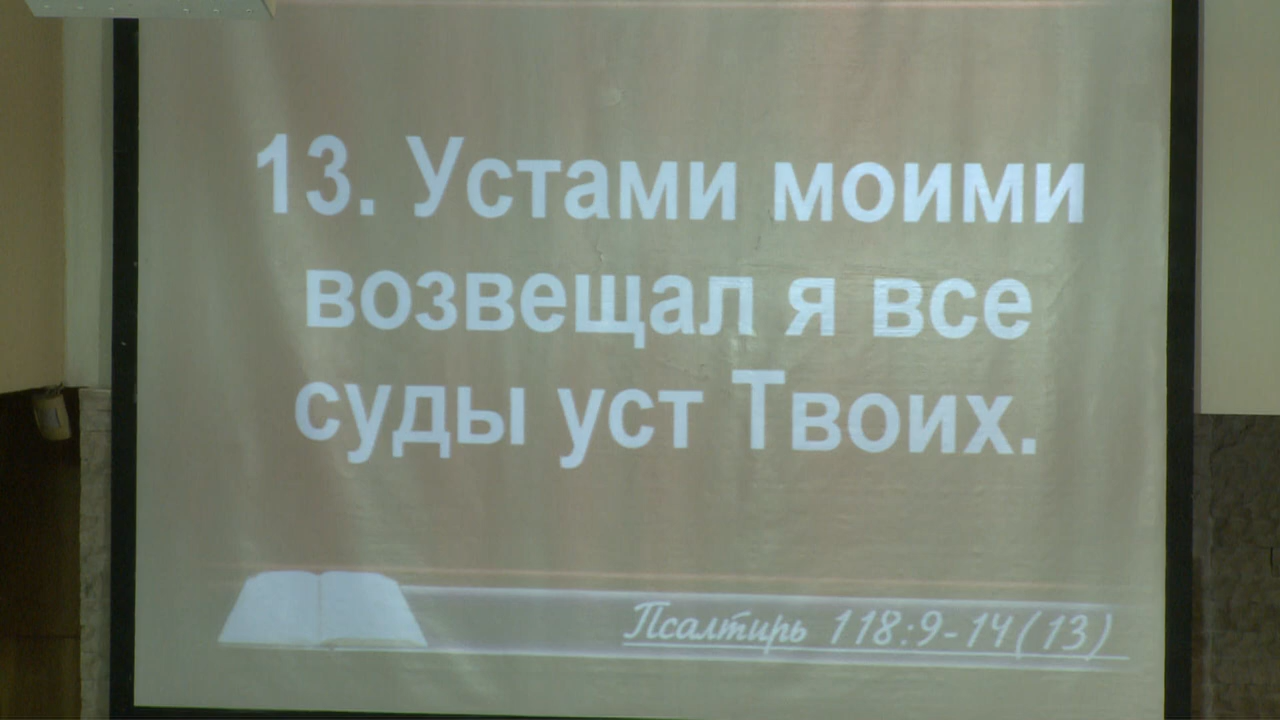 13. Устами моими
возвещал я все
суды уст Твоих.
Псалтирь 118:9-14(13)